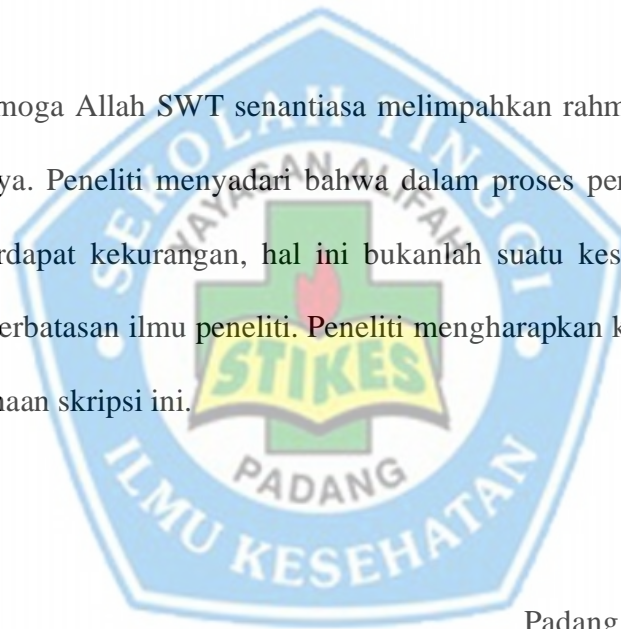 moga Allah SWT senantiasa melimpahkan rahm
ya. Peneliti menyadari bahwa dalam proses per
rdapat kekurangan, hal ini bukanlah suatu kes
erbatasan ilmu peneliti. Peneliti mengharapkan k
naan skripsi ini.
SEKOLAH TINGGI
YAYASAN ALIFAH
STIKES
PADANG
ILMU KESEHATAN
Padang